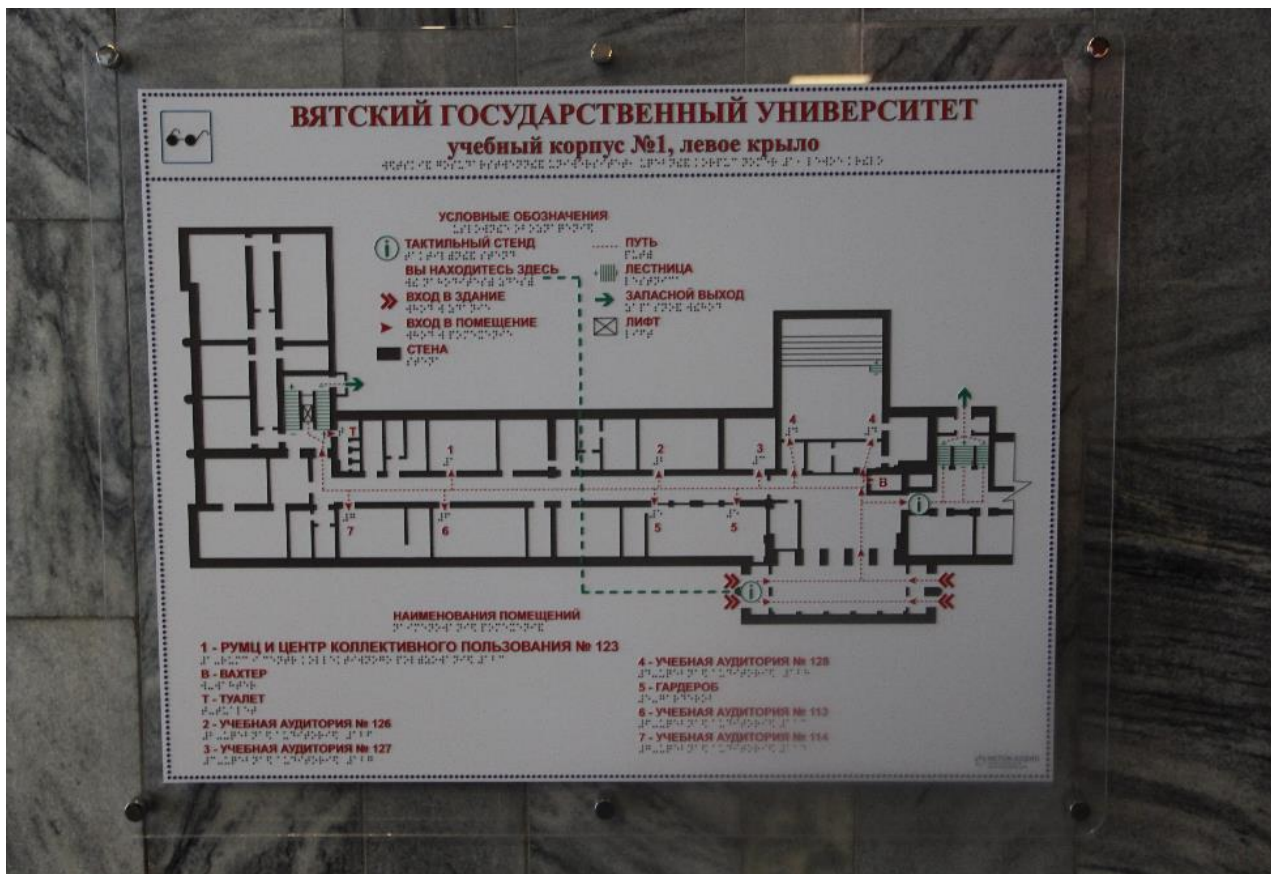 ВЯТСКИЙ ГОСУДАРСТВЕННЫЙ УНИВЕРСИТЕТ
учебный корпус №1, левое крыло
УСЛОВНЫЕ ОБОЗНАЧЕНИЯ
ТАКТИЛЬНЫЙ СТЕНД
ВЫ НАХОДИТЕСЬ ЗДЕСЬ
ВХОД В ЗДАНИЕ
ВХОД В ПОМЕЩЕНИЕ
СТЕНА
ПУТЬ
ЛЕСТНИЦА
ЗАПАСНОЙ ВЫХОД
ЛИФТ
4 4
Т 1 2 3
В
7 6 5 5
НАИМЕНОВАНИЯ ПОМЕЩЕНИЙ
1 - РУМЦ И ЦЕНТР КОЛЛЕКТИВНОГО ПОЛЬЗОВАНИЯ № 123
В - ВАХТЕР
Т - ТУАЛЕТ
2 - УЧЕБНАЯ АУДИТОРИЯ № 126
3 - УЧЕБНАЯ АУДИТОРИЯ № 127
4 - УЧЕБНАЯ АУДИТОРИЯ № 128
5 - ГАРДЕРОБ
6 - УЧЕБНАЯ АУДИТОРИЯ № 113
7 - УЧЕБНАЯ АУДИТОРИЯ № 114